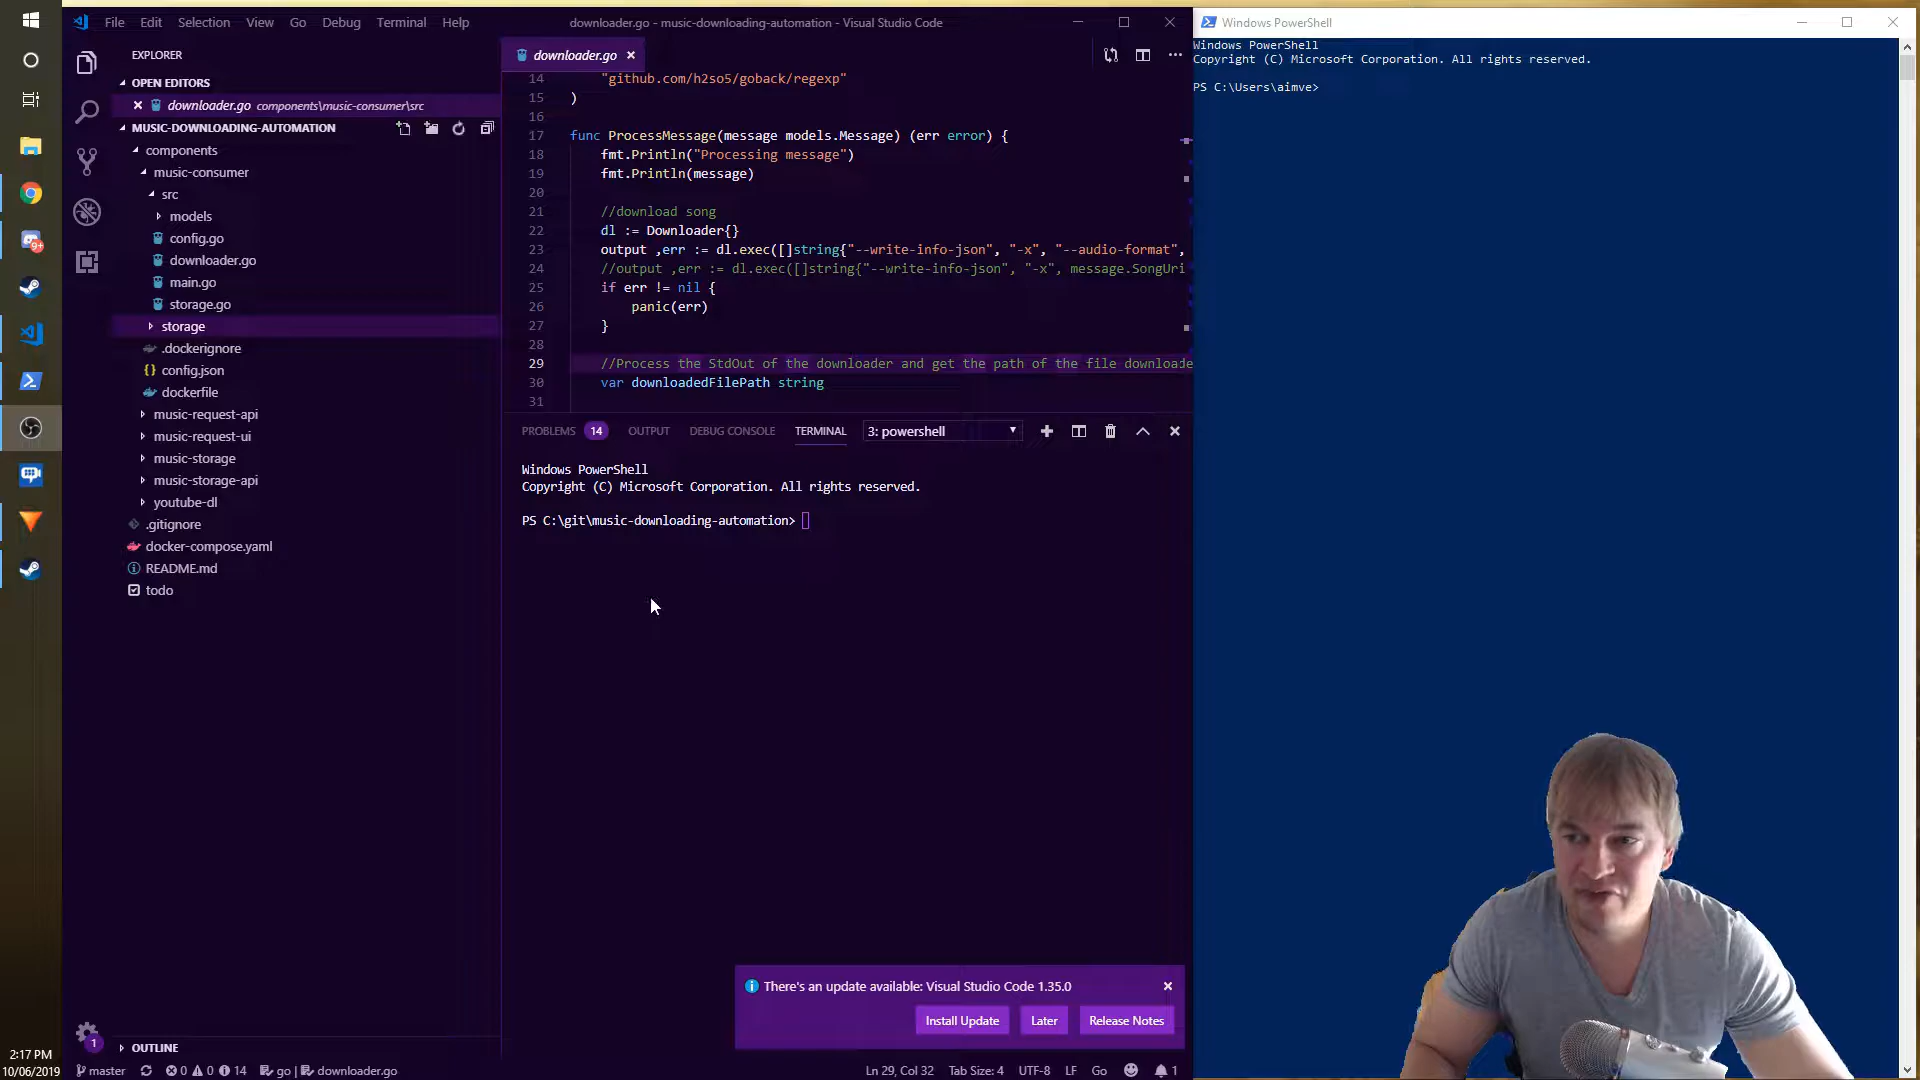 File Edit Selection View Go Debug Terminal Help
downloader.go - music-downloading-automation - Visual Studio Code
EXPLORER
OPEN EDITORS
downloader.go components\music-consumer\src
MUSIC-DOWNLOADING-AUTOMATION
components
music-consumer
src
models
config.go
downloader.go
main.go
storage.go
storage
.dockerignore
config.json
dockerfile
music-request-api
music-request-ui
music-storage
music-storage-api
youtube-dl
.gitignore
docker-compose.yaml
README.md
todo
OUTLINE
downloader.go
14 "github.com/h2so5/goback/regexp"
15 )
16
17 func ProcessMessage(message models.Message) (err error) {
18 fmt.Println("Processing message")
19 fmt.Println(message)
20
21 //download song
22 dl := Downloader{}
23 output ,err := dl.exec([]string{"--write-info-json", "-x", "--audio-format",
24 //output ,err := dl.exec([]string{"--write-info-json", "-x", message.SongUri
25 if err != nil {
26 panic(err)
27 }
28
29 //Process the StdOut of the downloader and get the path of the file downloade
30 var downloadedFilePath string
31
PROBLEMS 14 OUTPUT DEBUG CONSOLE TERMINAL 3: powershell
Windows PowerShell
Copyright (C) Microsoft Corporation. All rights reserved.
PS C:\git\music-downloading-automation>
There's an update available: Visual Studio Code 1.35.0
Install Update Later Release Notes
1
2:17 PM
10/06/2019
9+
master 0 0 14 go downloader.go Ln 29, Col 32 Tab Size: 4 UTF-8 LF Go 1
Windows PowerShell
Windows PowerShell
Copyright (C) Microsoft Corporation. All rights reserved.
PS C:\Users\aimve>